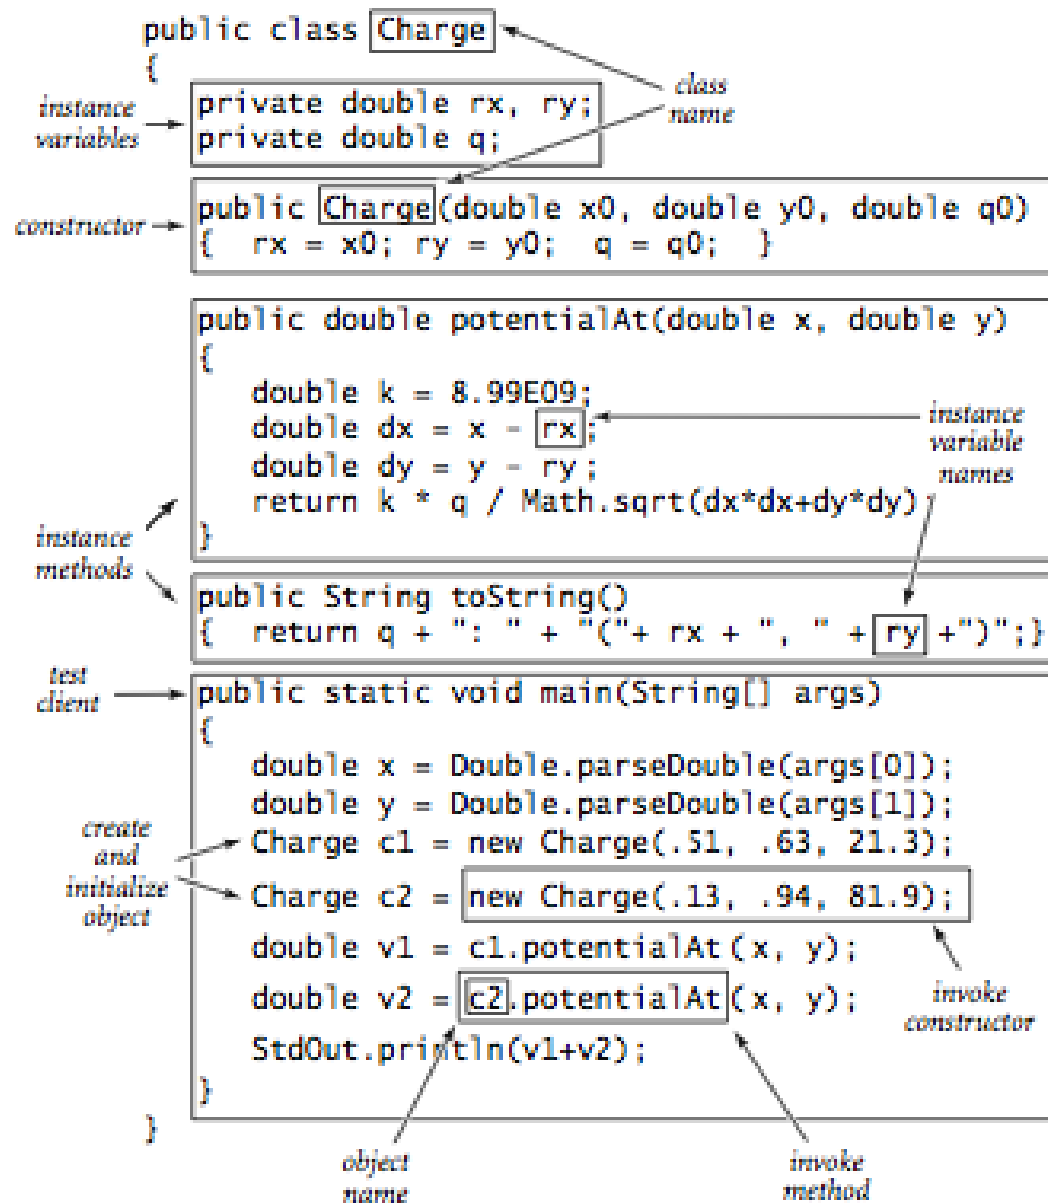 public class Charge
{
class
name
instance
variables
private double rx, ry;
private double q;
constructor
public Charge(double x0, double y0, double q0)
{  rx = x0; ry = y0;  q = q0;  }
public double potentialAt(double x, double y)
{
double k = 8.99E09;
double dx = x - rx;
double dy = y - ry;
return k * q / Math.sqrt(dx*dx+dy*dy)
}
instance
variable
names
instance
methods
public String toString()
{  return q + ": " + "("+ rx + ", " + ry +")";}
test
client
public static void main(String[] args)
{
double x = Double.parseDouble(args[0]);
double y = Double.parseDouble(args[1]);
Charge c1 = new Charge(.51, .63, 21.3);
create
and
initialize
object
Charge c2 = new Charge(.13, .94, 81.9);
double v1 = c1.potentialAt(x, y);
double v2 = c2.potentialAt(x, y);
invoke
constructor
StdOut.println(v1+v2);
}
}
object
name
invoke
method